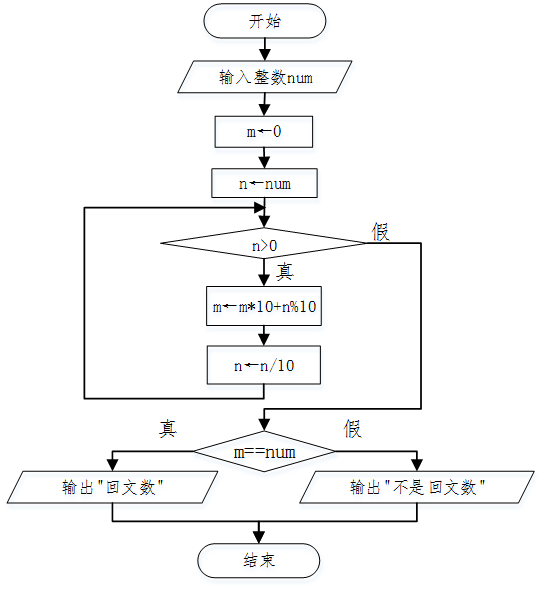 开始
输入整数num
m←0
n←num
n>0
假
真
m←m*10+n%10
n←n/10
真
假
m==num
输出"回文数"
输出"不是回文数"
结束